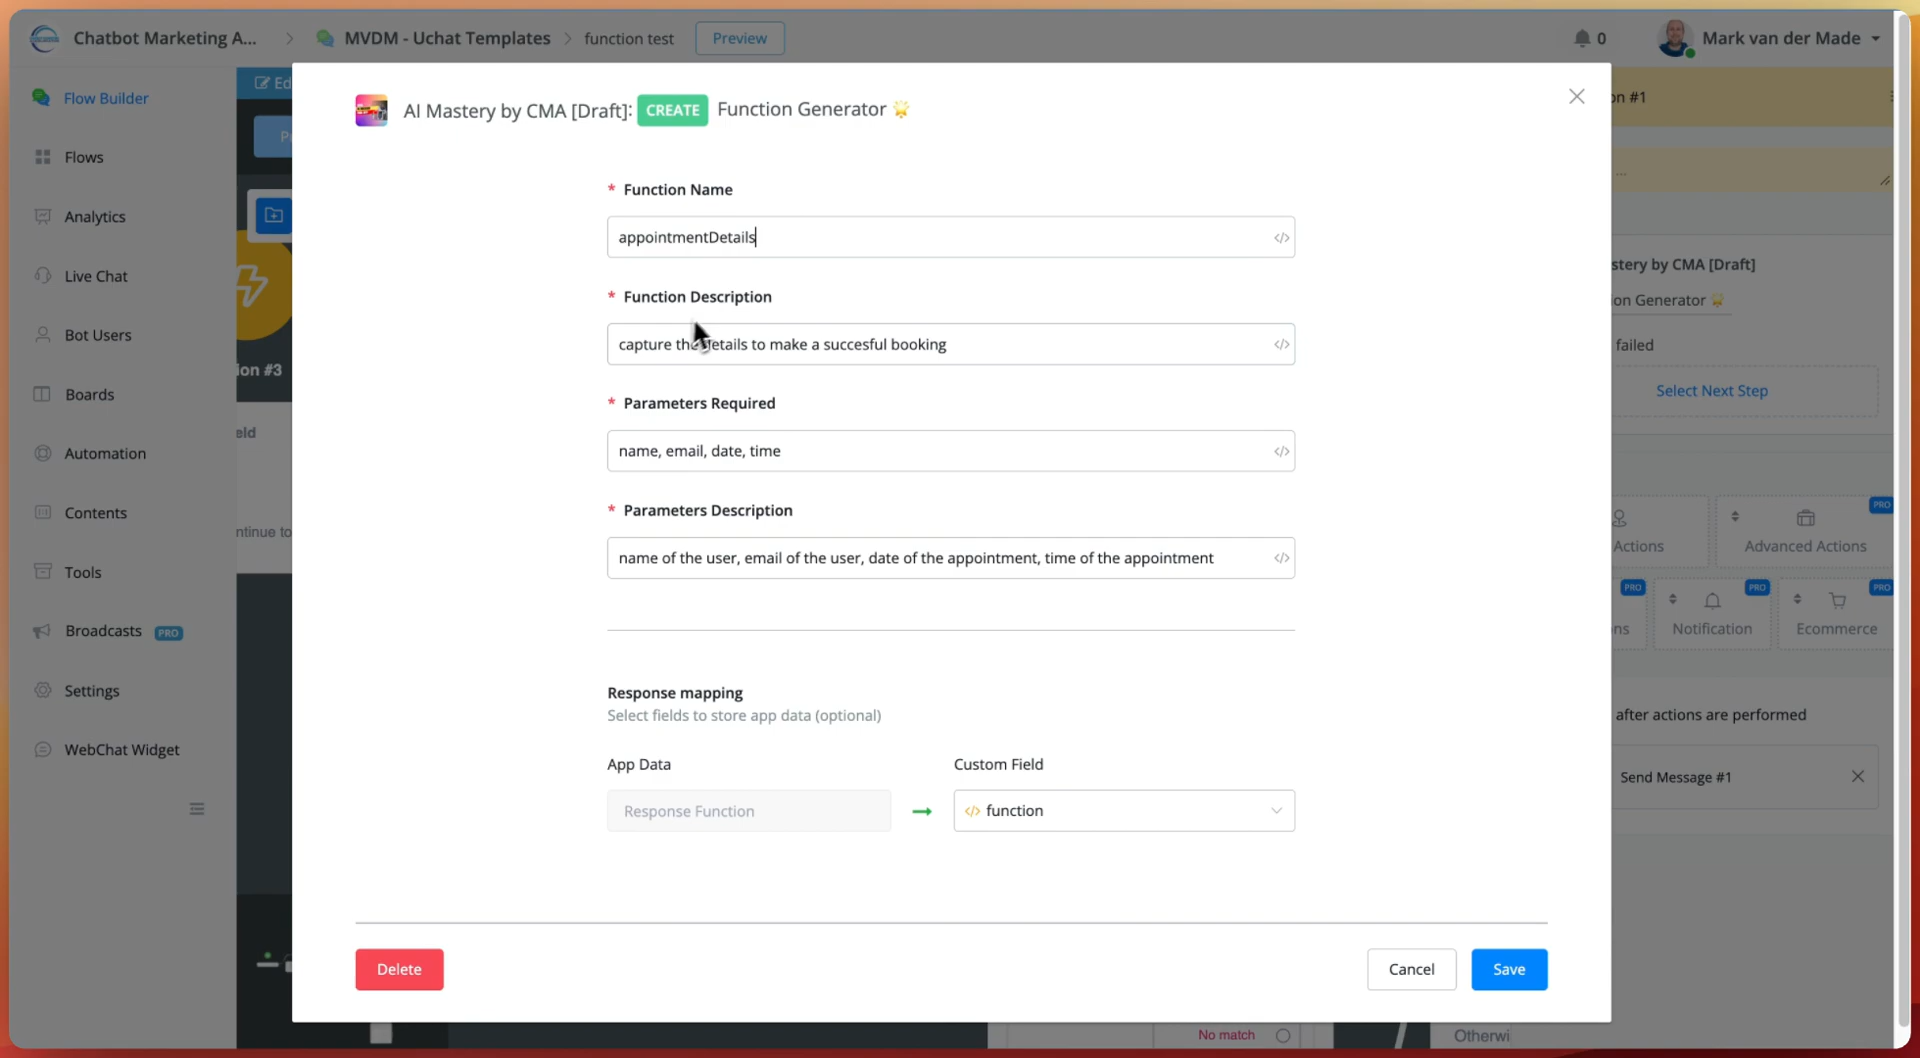 Chatbot Marketing A... > MVDM - Uchat Templates > function test Preview 0 Mark van der Made
Flow Builder
Flows
Analytics
Live Chat
Bot Users
Boards
Automation
Contents
Tools
Broadcasts PRO
Settings
WebChat Widget
Ed
ion #3
eld
ntinue to
AI Mastery by CMA [Draft]: CREATE Function Generator
* Function Name
appointmentDetails
* Function Description
capture the details to make a succesful booking
* Parameters Required
name, email, date, time
* Parameters Description
name of the user, email of the user, date of the appointment, time of the appointment
Response mapping
Select fields to store app data (optional)
App Data Custom Field
Response Function → </> function
Delete Cancel Save
on #1
...
stery by CMA [Draft]
on Generator
failed
Select Next Step
PRO
Actions Advanced Actions
PRO PRO PRO
ns Notification Ecommerce
after actions are performed
Send Message #1
No match Otherwi